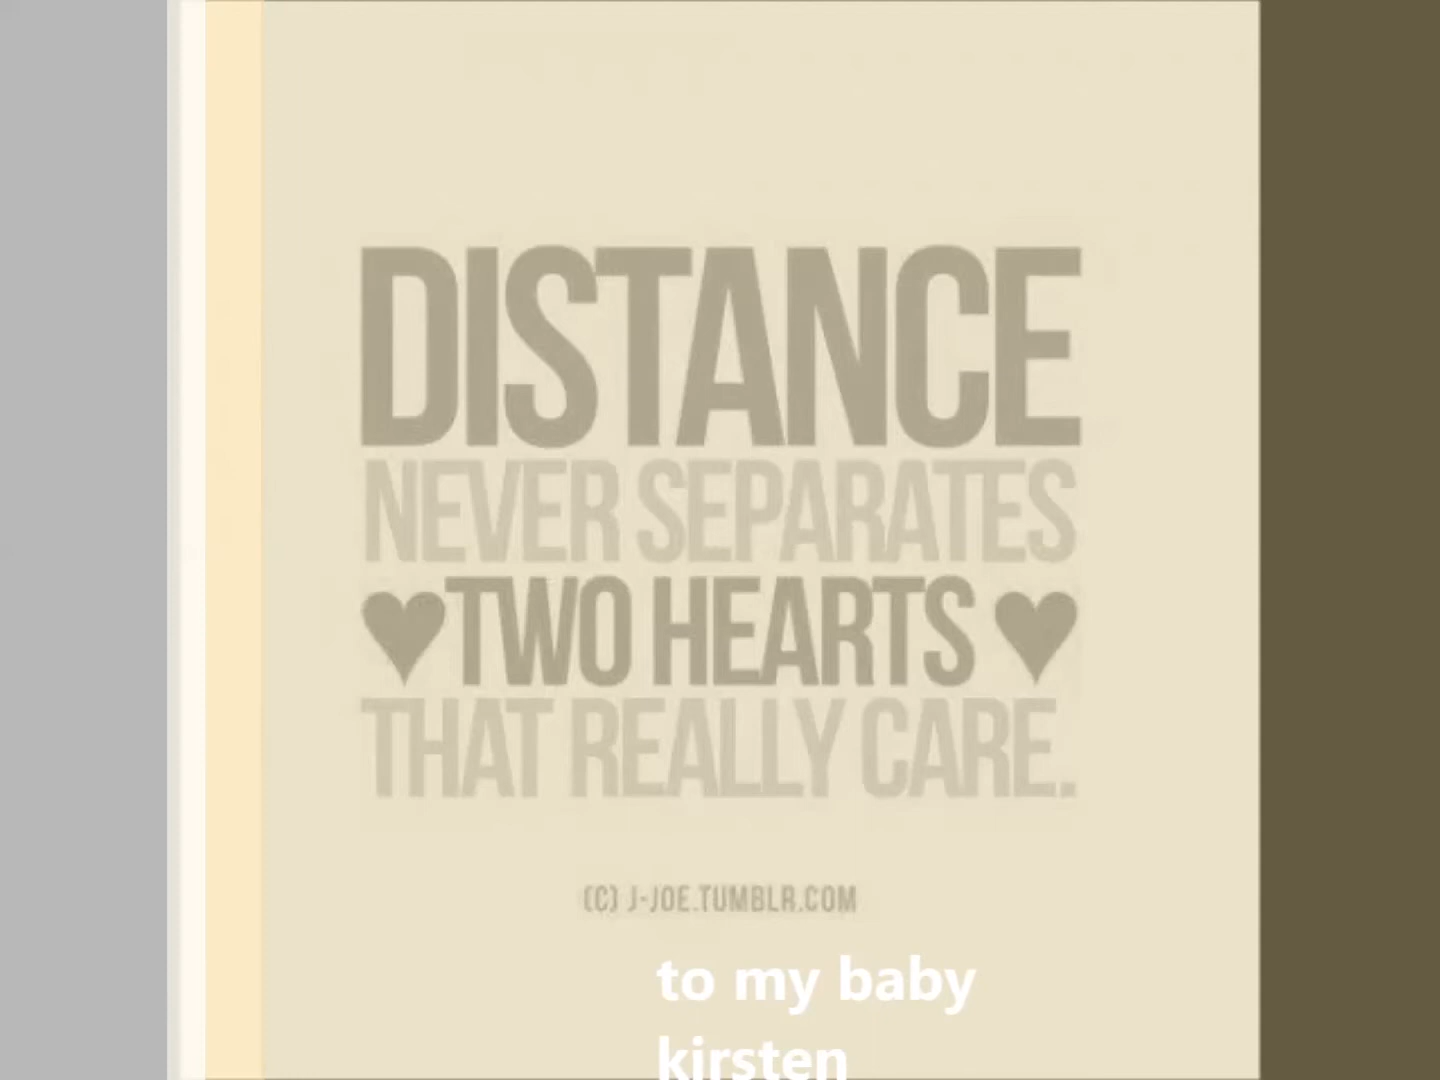 DISTANCE
NEVER SEPARATES
♥TWO HEARTS ♥
THAT REALLY CARE.
(C) J-JOE.TUMBLR.COM
to my baby
kirsten